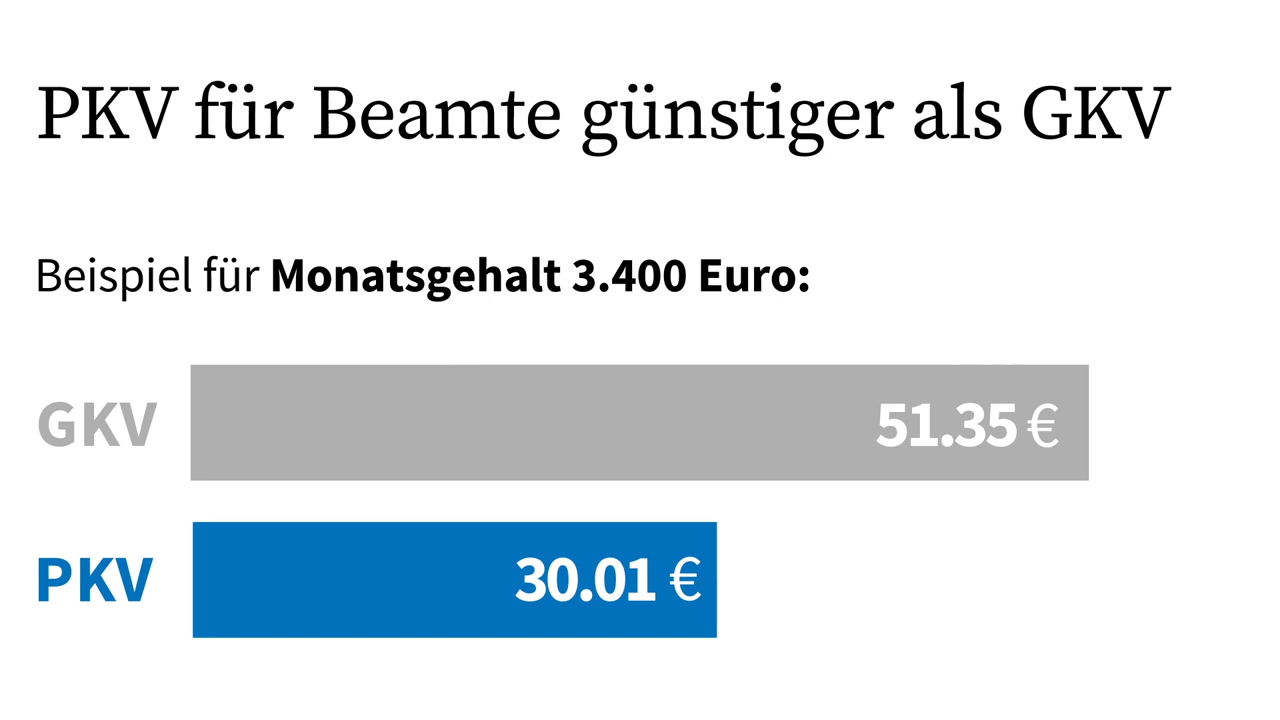 PKV für Beamte günstiger als GKV
Beispiel für Monatsgehalt 3.400 Euro:
GKV 51.35 €
PKV 30.01 €